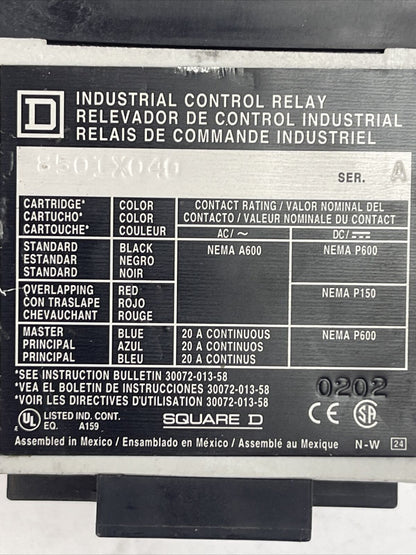 D
INDUSTRIAL CONTROL RELAY
RELEVADOR DE CONTROL INDUSTRIAL
RELAIS DE COMMANDE INDUSTRIEL
8501XO40 SER. A
CARTRIDGE* COLOR CONTACT RATING / VALOR NOMINAL DEL
CARTUCHO* COLOR CONTACTO / VALEUR NOMINALE DU CONTACT
CARTOUCHE* COULEUR AC/ ~ DC/ ⎓
STANDARD BLACK NEMA A600 NEMA P600
ESTANDAR NEGRO
STANDARD NOIR
OVERLAPPING RED NEMA P150
CON TRASLAPE ROJO
CHEVAUCHANT ROUGE
MASTER BLUE 20 A CONTINUOUS NEMA P600
PRINCIPAL AZUL 20 A CONTINUOS
PRINCIPAL BLEU 20 A CONTINUS
*SEE INSTRUCTION BULLETIN 30072-013-58
*VEA EL BOLETIN DE INSTRUCCIONES 30072-013-58
*VOIR LES DIRECTIVES D'UTILISATION 30072-013-58
0202
UL LISTED IND. CONT. EQ. A159
SQUARE D
CE SA
Assembled in Mexico / Ensamblado en México / Assemblé au Mexique N-W 24